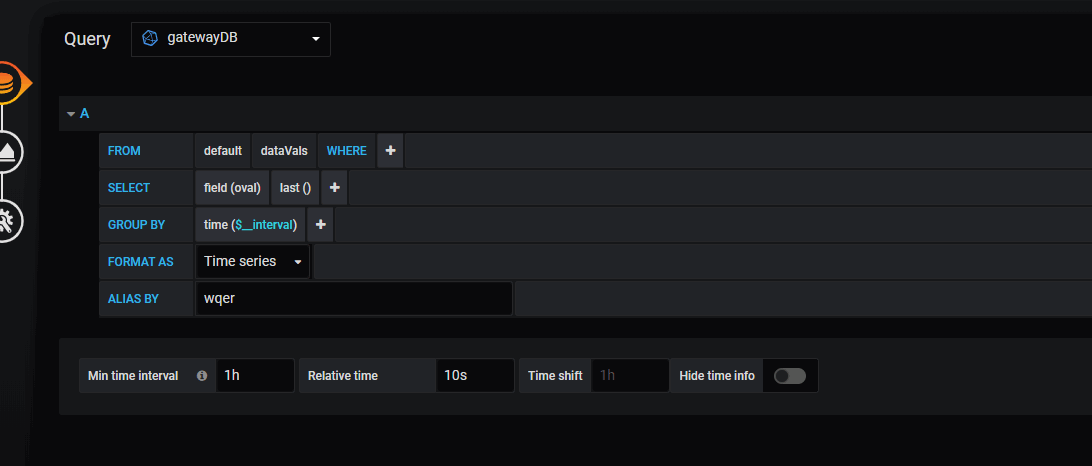 Query gatewayDB
A
FROM default dataVals WHERE +
SELECT field (oval) last () +
GROUP BY time ($__interval) +
FORMAT AS Time series
ALIAS BY wqer
Min time interval 1h Relative time 10s Time shift 1h Hide time info